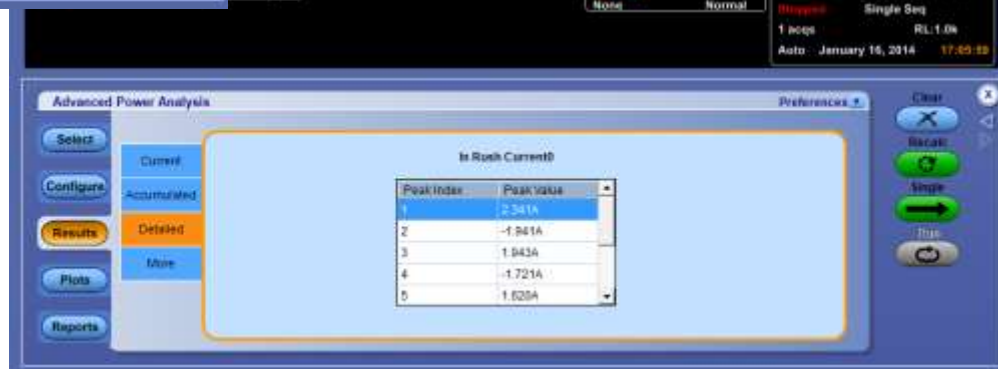 None Normal
Stopped Single Seq
1 acqs RL:1.0k
Auto January 16, 2014 17:05:59
Advanced Power Analysis
Preferences
Clear
Select
Recalc
Current
In Rush Current0
Configure
Accumulated
Peak Index Peak Value
Single
1 2.341A
Results
Detailed
2 -1.941A
Run
3 1.943A
More
4 -1.721A
Plots
5 1.628A
Reports